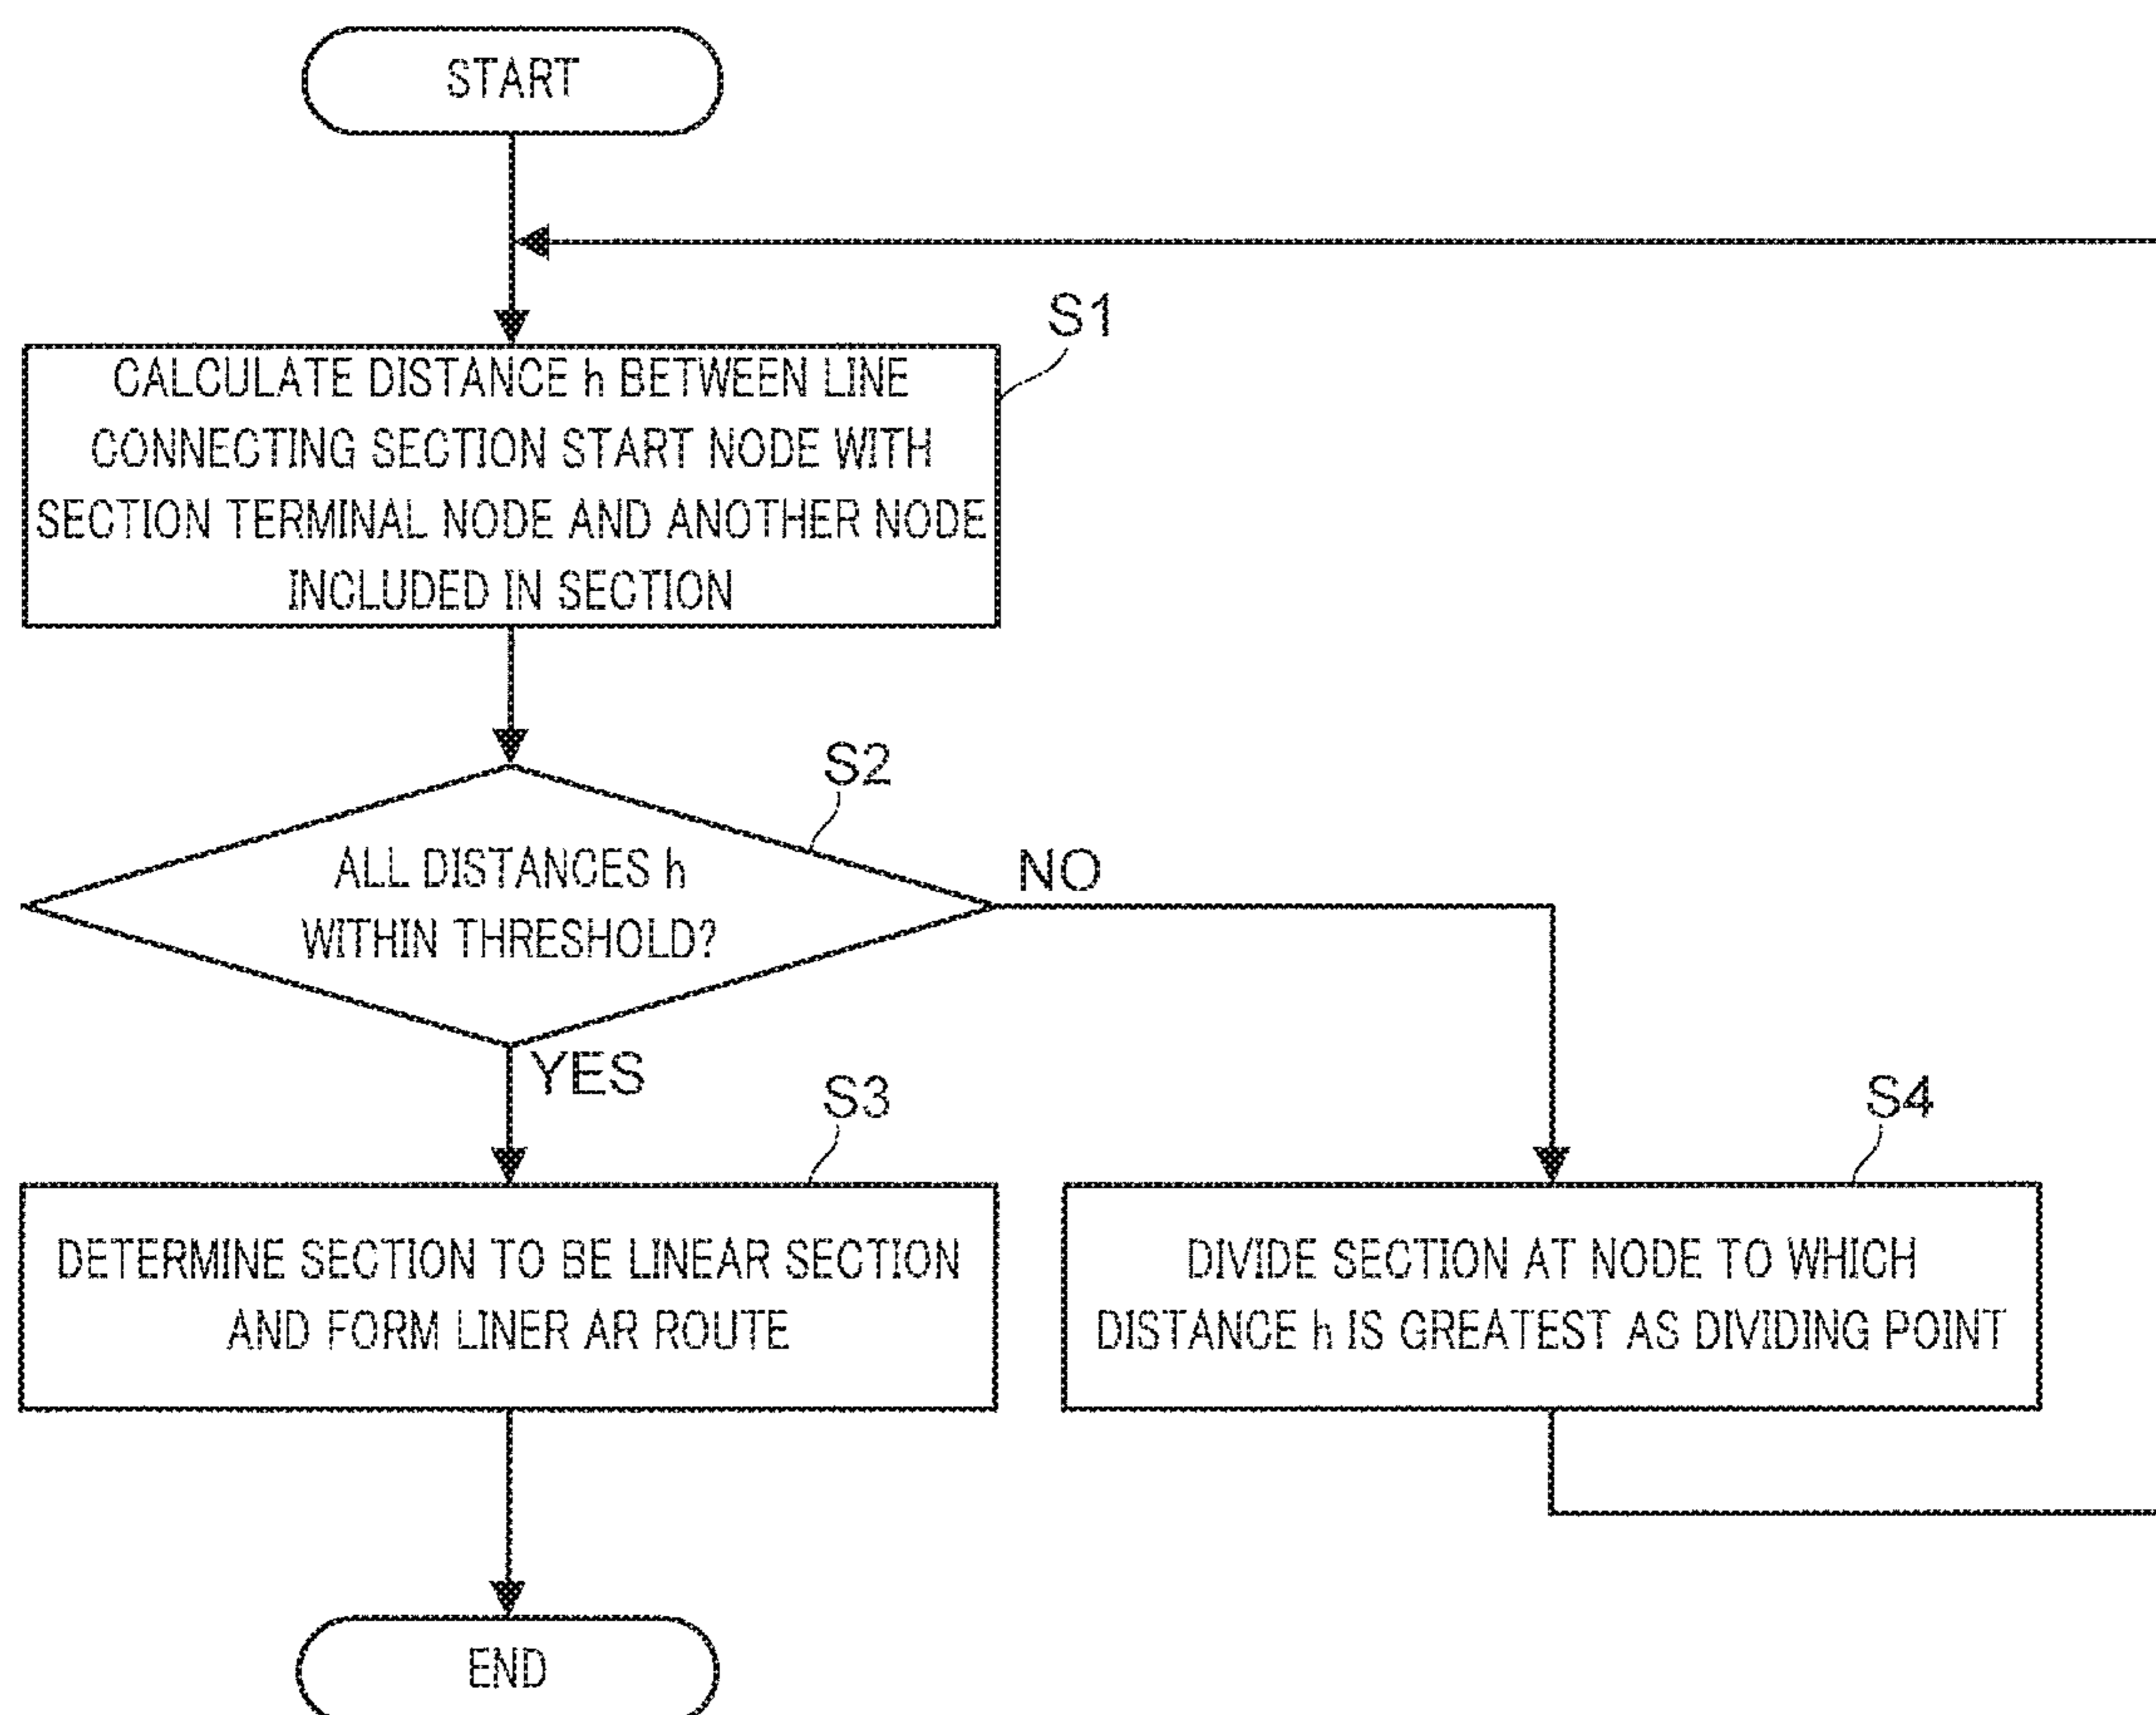 START
S1
CALCULATE DISTANCE h BETWEEN LINE
CONNECTING SECTION START NODE WITH
SECTION TERMINAL NODE AND ANOTHER NODE
INCLUDED IN SECTION
S2
ALL DISTANCES h
WITHIN THRESHOLD?
NO
YES
S3
DETERMINE SECTION TO BE LINEAR SECTION
AND FORM LINER AR ROUTE
S4
DIVIDE SECTION AT NODE TO WHICH
DISTANCE h IS GREATEST AS DIVIDING POINT
END